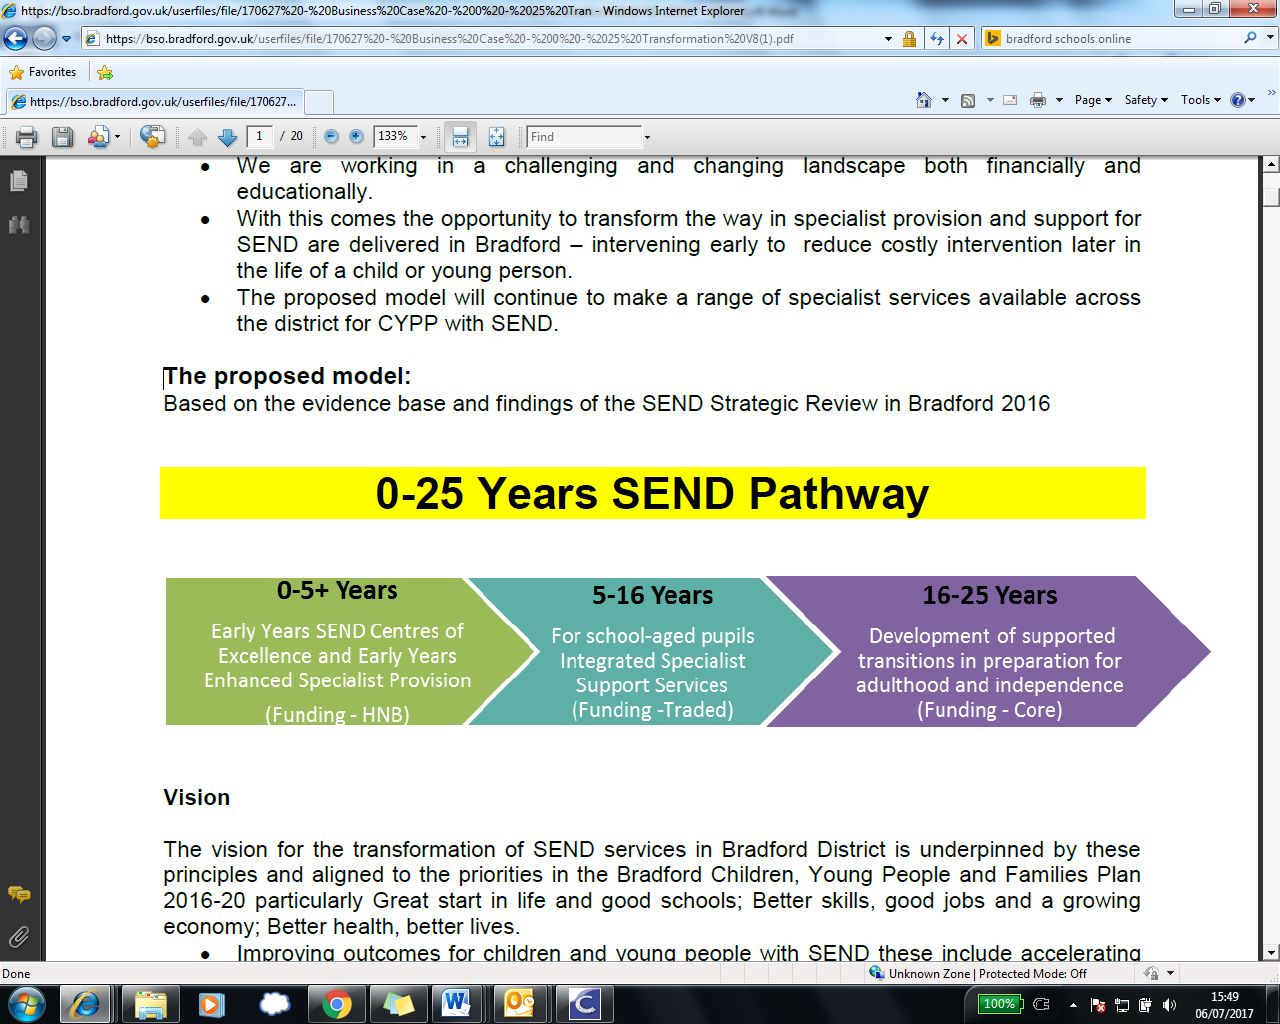 https://bso.bradford.gov.uk/userfiles/file/170627%20-%20Business%20Case%20-%200%20-%2025%20Tran - Windows Internet Explorer
https://bso.bradford.gov.uk/userfiles/file/170627%20-%20Business%20Case%20-%200%20-%2025%20Transformation%20V8(1).pdf
bradford schools online
Favorites
https://bso.bradford.gov.uk/userfiles/file/170627...
Page Safety Tools
1 / 20 133% Find
• We are working in a challenging and changing landscape both financially and
educationally.
• With this comes the opportunity to transform the way in specialist provision and support for
SEND are delivered in Bradford – intervening early to reduce costly intervention later in
the life of a child or young person.
• The proposed model will continue to make a range of specialist services available across
the district for CYPP with SEND.
The proposed model:
Based on the evidence base and findings of the SEND Strategic Review in Bradford 2016
0-25 Years SEND Pathway
0-5+ Years
Early Years SEND Centres of
Excellence and Early Years
Enhanced Specialist Provision
(Funding - HNB)
5-16 Years
For school-aged pupils
Integrated Specialist
Support Services
(Funding -Traded)
16-25 Years
Development of supported
transitions in preparation for
adulthood and independence
(Funding - Core)
Vision
The vision for the transformation of SEND services in Bradford District is underpinned by these
principles and aligned to the priorities in the Bradford Children, Young People and Families Plan
2016-20 particularly Great start in life and good schools; Better skills, good jobs and a growing
economy; Better health, better lives.
• Improving outcomes for children and young people with SEND these include accelerating
Done
Unknown Zone | Protected Mode: Off
100%
15:49
06/07/2017